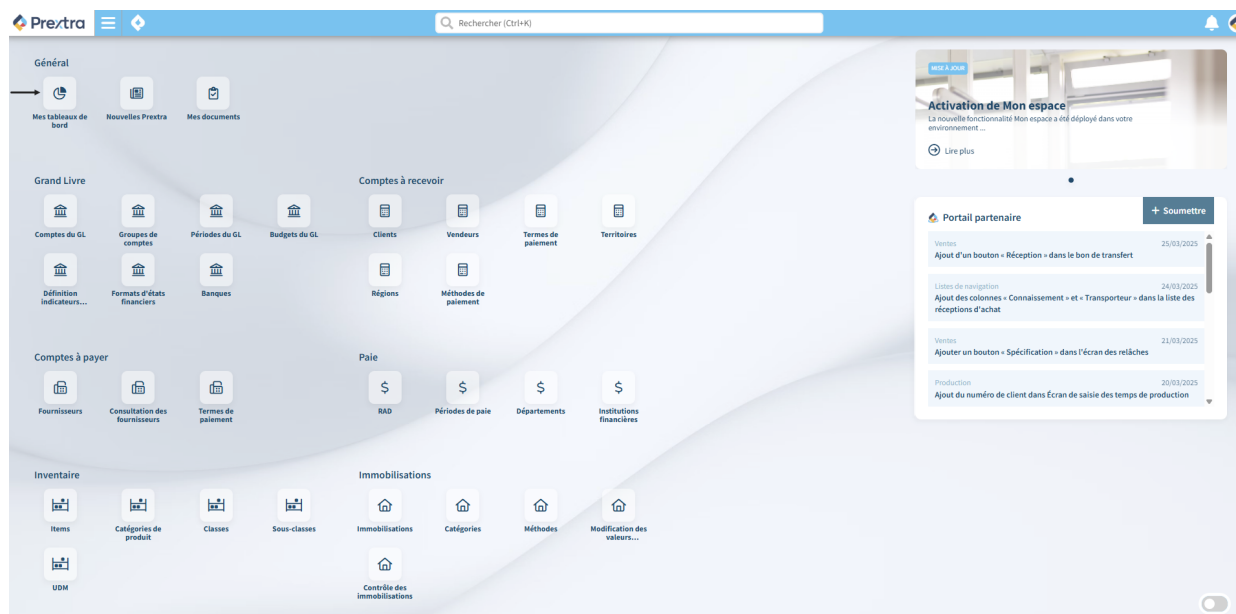 Prextra
Rechercher (Ctrl+K)
Général
Mes tableaux de
bord
Nouvelles Prextra
Mes documents
Grand Livre
Comptes du GL
Groupes de
comptes
Périodes du GL
Budgets du GL
Définition
indicateurs...
Formats d'états
financiers
Banques
Comptes à recevoir
Clients
Vendeurs
Termes de
paiement
Territoires
Régions
Méthodes de
paiement
Comptes à payer
Fournisseurs
Consultation des
fournisseurs
Termes de
paiement
Paie
RAD
Périodes de paie
Départements
Institutions
financières
Inventaire
Items
Catégories de
produit
Classes
Sous-classes
UDM
Immobilisations
Immobilisations
Catégories
Méthodes
Modification des
valeurs...
Contrôle des
immobilisations
MISE À JOUR
Activation de Mon espace
La nouvelle fonctionnalité Mon espace a été déployé dans votre
environnement ...
Lire plus
Portail partenaire
+ Soumettre
Ventes 25/03/2025
Ajout d'un bouton « Réception » dans le bon de transfert
Listes de navigation 24/03/2025
Ajout des colonnes « Connaissement » et « Transporteur » dans la liste des
réceptions d'achat
Ventes 21/03/2025
Ajouter un bouton « Spécification » dans l'écran des relâches
Production 20/03/2025
Ajout du numéro de client dans Écran de saisie des temps de production